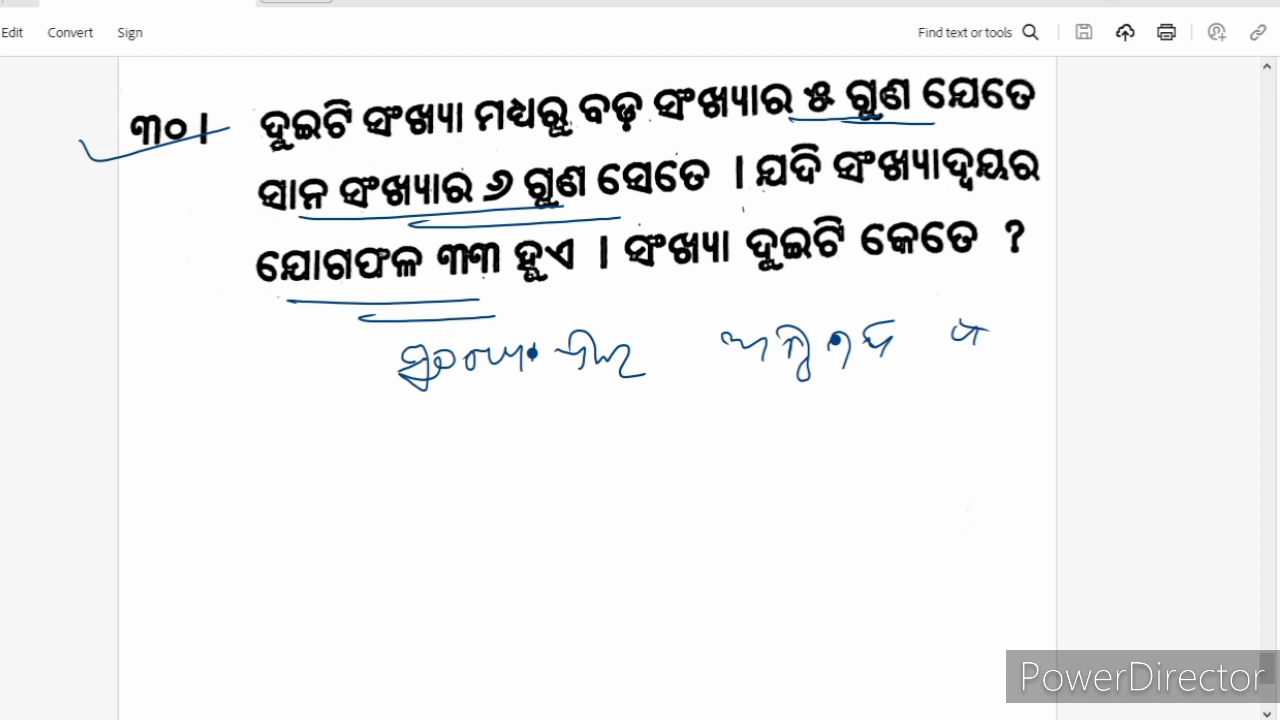 Edit Convert Sign Find text or tools
୩୦। ଦୁଇଟି ସଂଖ୍ୟା ମଧ୍ଯରୁ ବଡ଼ ସଂଖ୍ୟାର ୫ ଗୁଣ ଯେତେ
ସାନ ସଂଖ୍ୟାର ୬ ଗୁଣ ସେତେ । ଯଦି ସଂଖ୍ୟାଦ୍ୱୟର
ଯୋଗଫଳ ୩୩ ହୁଏ । ସଂଖ୍ୟା ଦୁଇଟି କେତେ ?
PowerDirector